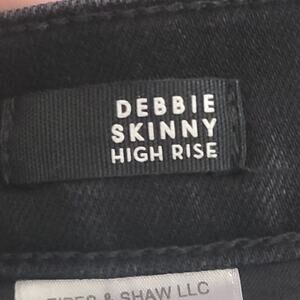 DEBBIE
SKINNY
HIGH RISE
& SHAW LLC